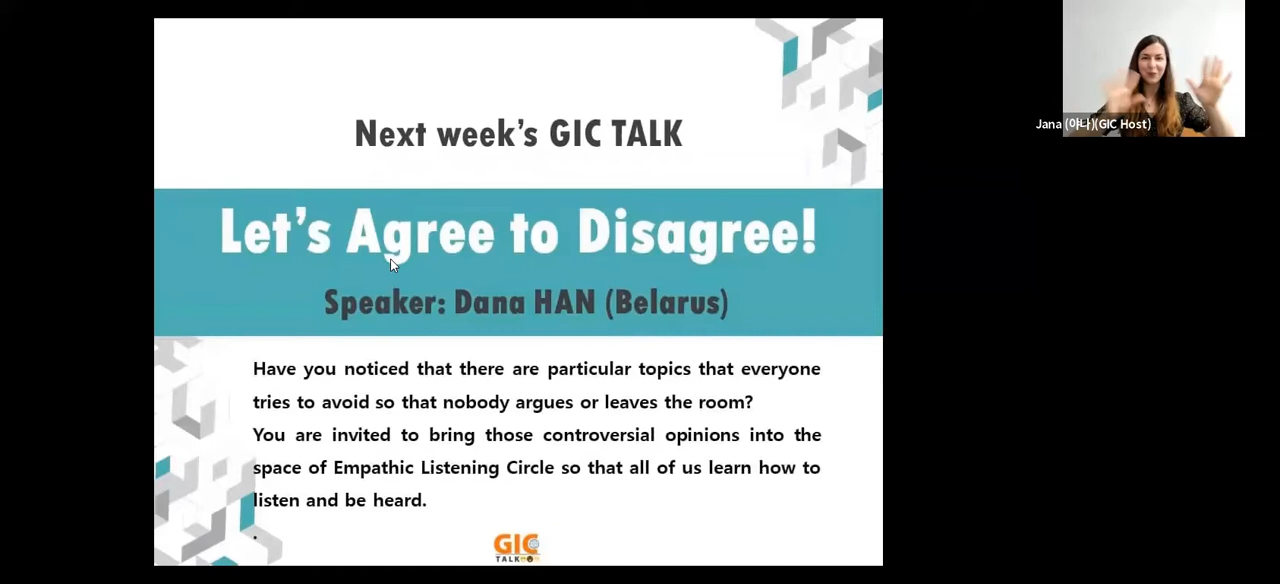 Next week's GIC TALK
Let's Agree to Disagree!
Speaker: Dana HAN (Belarus)
Have you noticed that there are particular topics that everyone
tries to avoid so that nobody argues or leaves the room?
You are invited to bring those controversial opinions into the
space of Empathic Listening Circle so that all of us learn how to
listen and be heard.
.
GIC
TALK
Jana (야나)(GIC Host)